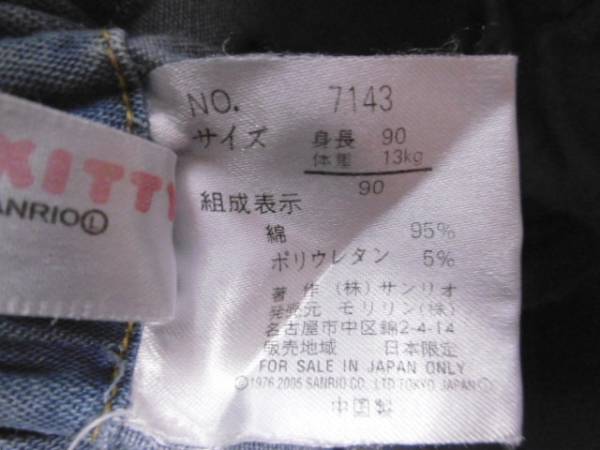 KITTY
ANRIOⓁ
NO. 7143
サイズ 身長 90
体重 13kg
90
組成表示
綿 95%
ポリウレタン 5%
著 作 (株)サンリオ
発売元 モリリン(株)
名古屋市中区錦2-4-14
販売地域 日本限定
FOR SALE IN JAPAN ONLY
©1976,2005 SANRIO CO., LTD.TOKYO, JAPANⓁ
中国製